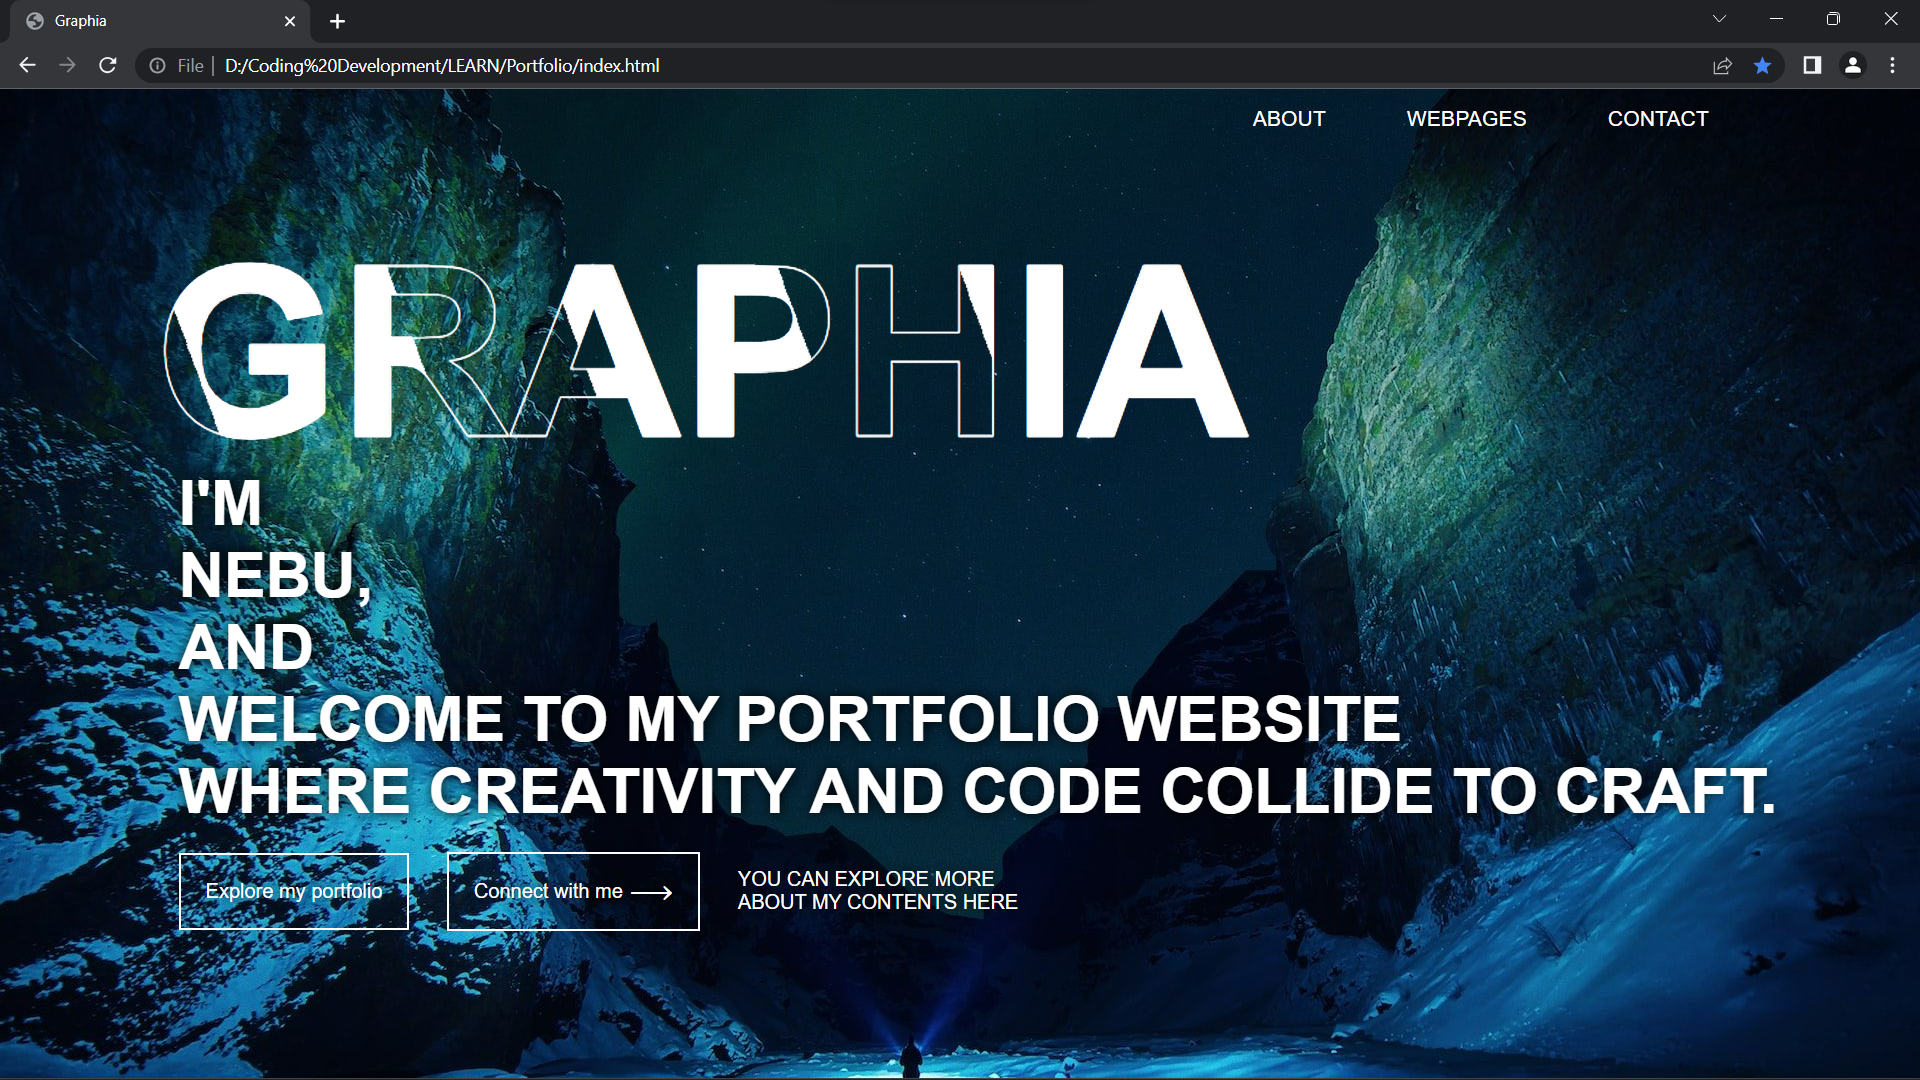 Graphia
File
D:/Coding%20Development/LEARN/Portfolio/index.html
ABOUT WEBPAGES CONTACT
GRAPHIA
I'M
NEBU,
AND
WELCOME TO MY PORTFOLIO WEBSITE
WHERE CREATIVITY AND CODE COLLIDE TO CRAFT.
Explore my portfolio
Connect with me
YOU CAN EXPLORE MORE
ABOUT MY CONTENTS HERE